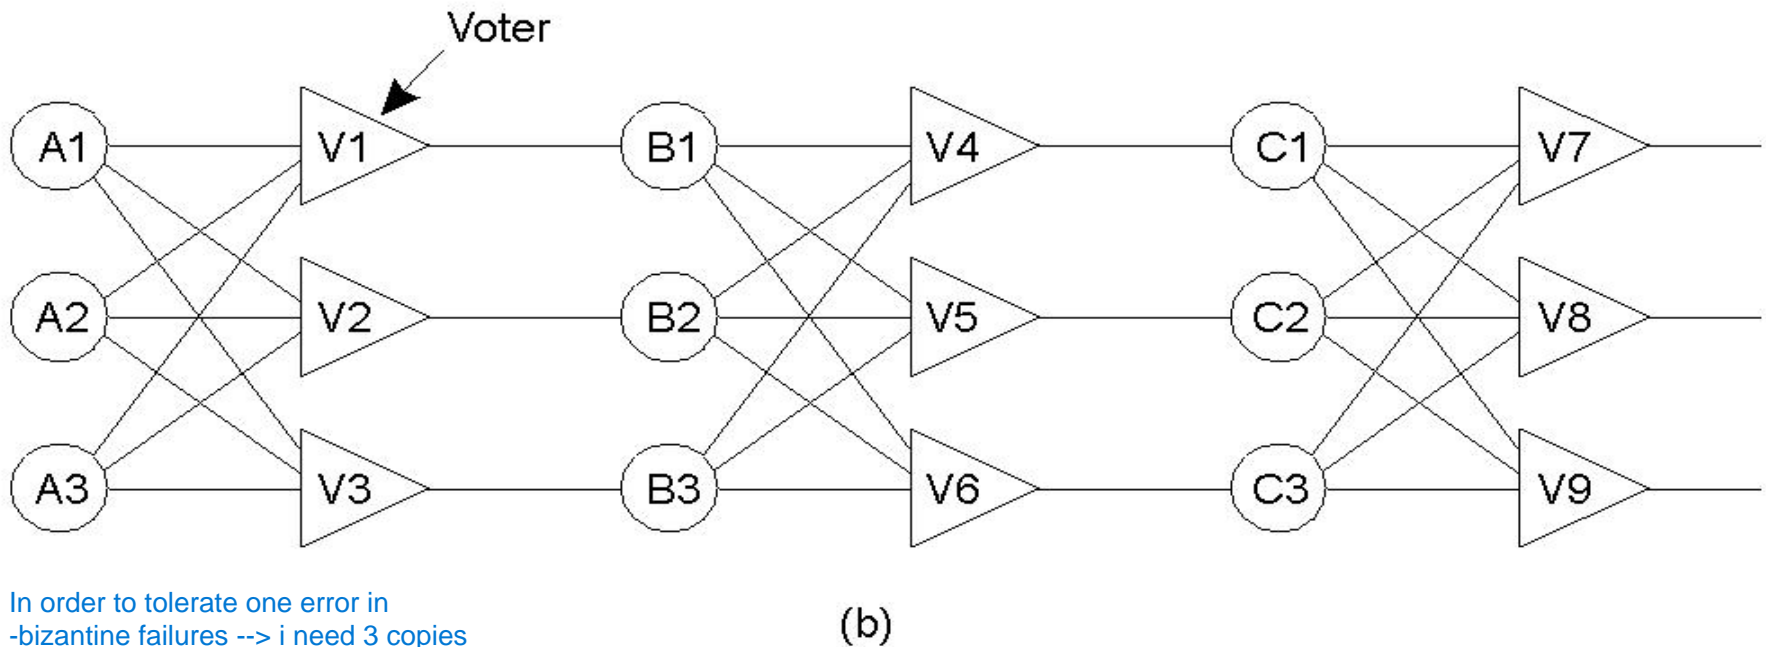 Voter
A1 V1 B1 V4 C1 V7
A2 V2 B2 V5 C2 V8
A3 V3 B3 V6 C3 V9
In order to tolerate one error in
-bizantine failures --> i need 3 copies
(b)